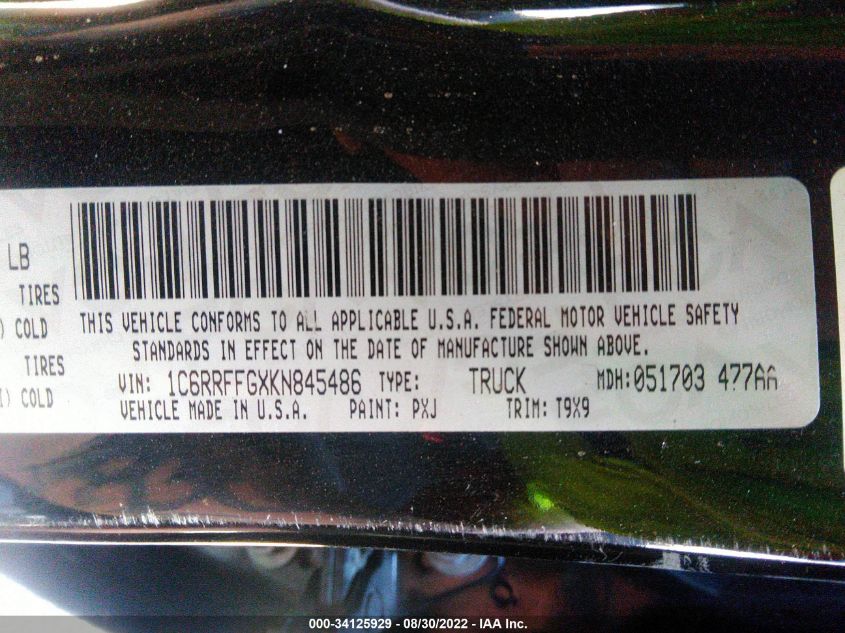 LB
TIRES
) COLD
TIRES
I) COLD
THIS VEHICLE CONFORMS TO ALL APPLICABLE U.S.A. FEDERAL MOTOR VEHICLE SAFETY
STANDARDS IN EFFECT ON THE DATE OF MANUFACTURE SHOWN ABOVE.
VIN: 1C6RRFFGXKN845486 TYPE: TRUCK MDH:051703 477AA
VEHICLE MADE IN U.S.A. PAINT: PXJ TRIM: T9X9
000-34125929 - 08/30/2022 - IAA Inc.